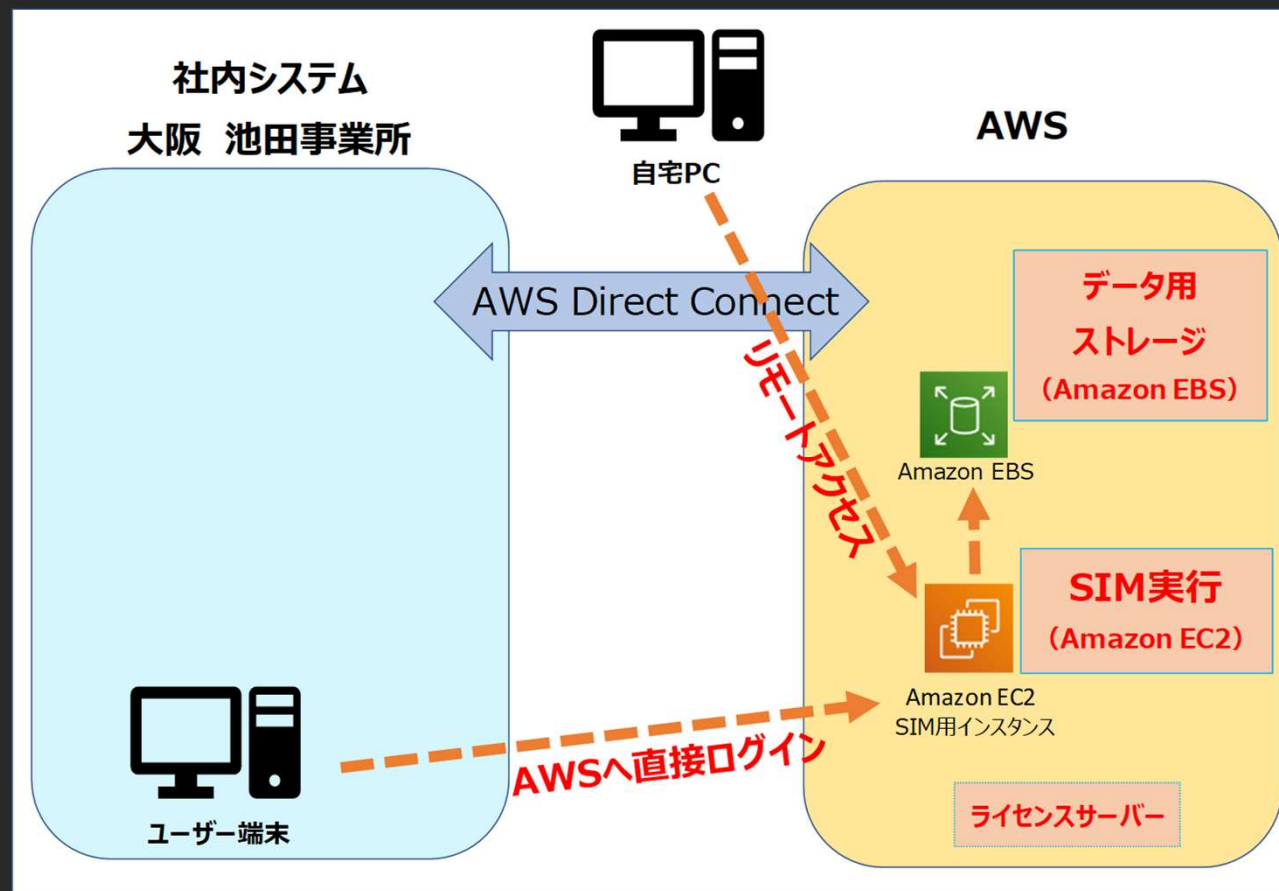 社内システム
大阪 池田事業所
自宅PC
AWS
AWS Direct Connect
データ用
ストレージ
（Amazon EBS）
リモートアクセス
Amazon EBS
SIM実行
（Amazon EC2）
Amazon EC2
SIM用インスタンス
AWSへ直接ログイン
ライセンスサーバー
ユーザー端末